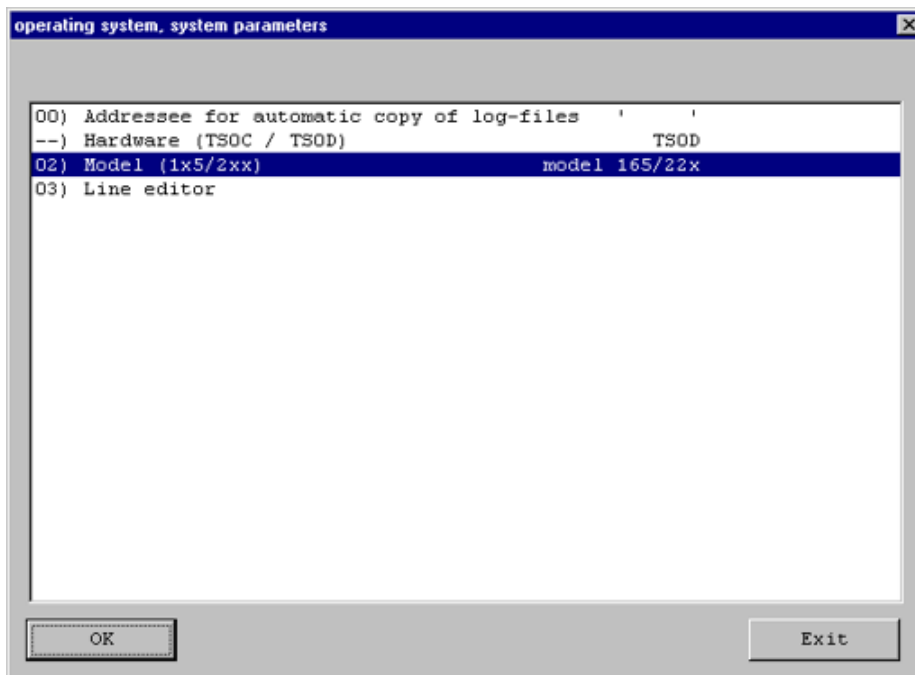 operating system, system parameters
00) Addressee for automatic copy of log-files ' '
--) Hardware (TSOC / TSOD) TSOD
02) Model (1x5/2xx) model 165/22x
03) Line editor
OK Exit